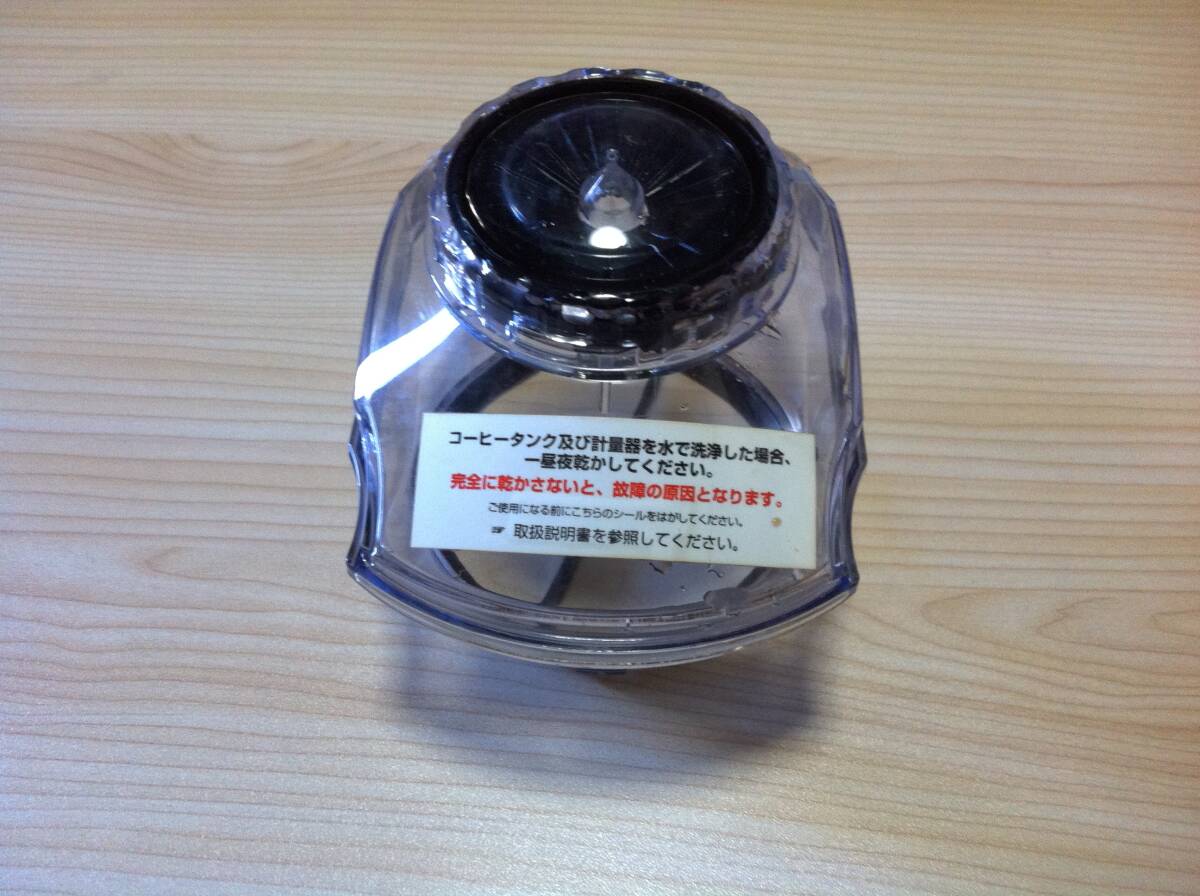 コーヒータンク及び計量器を水で洗浄した場合、
一昼夜乾かしてください。
完全に乾かさないと、故障の原因となります。
ご使用になる前にこちらのシールをはがしてください。
☞ 取扱説明書を参照してください。